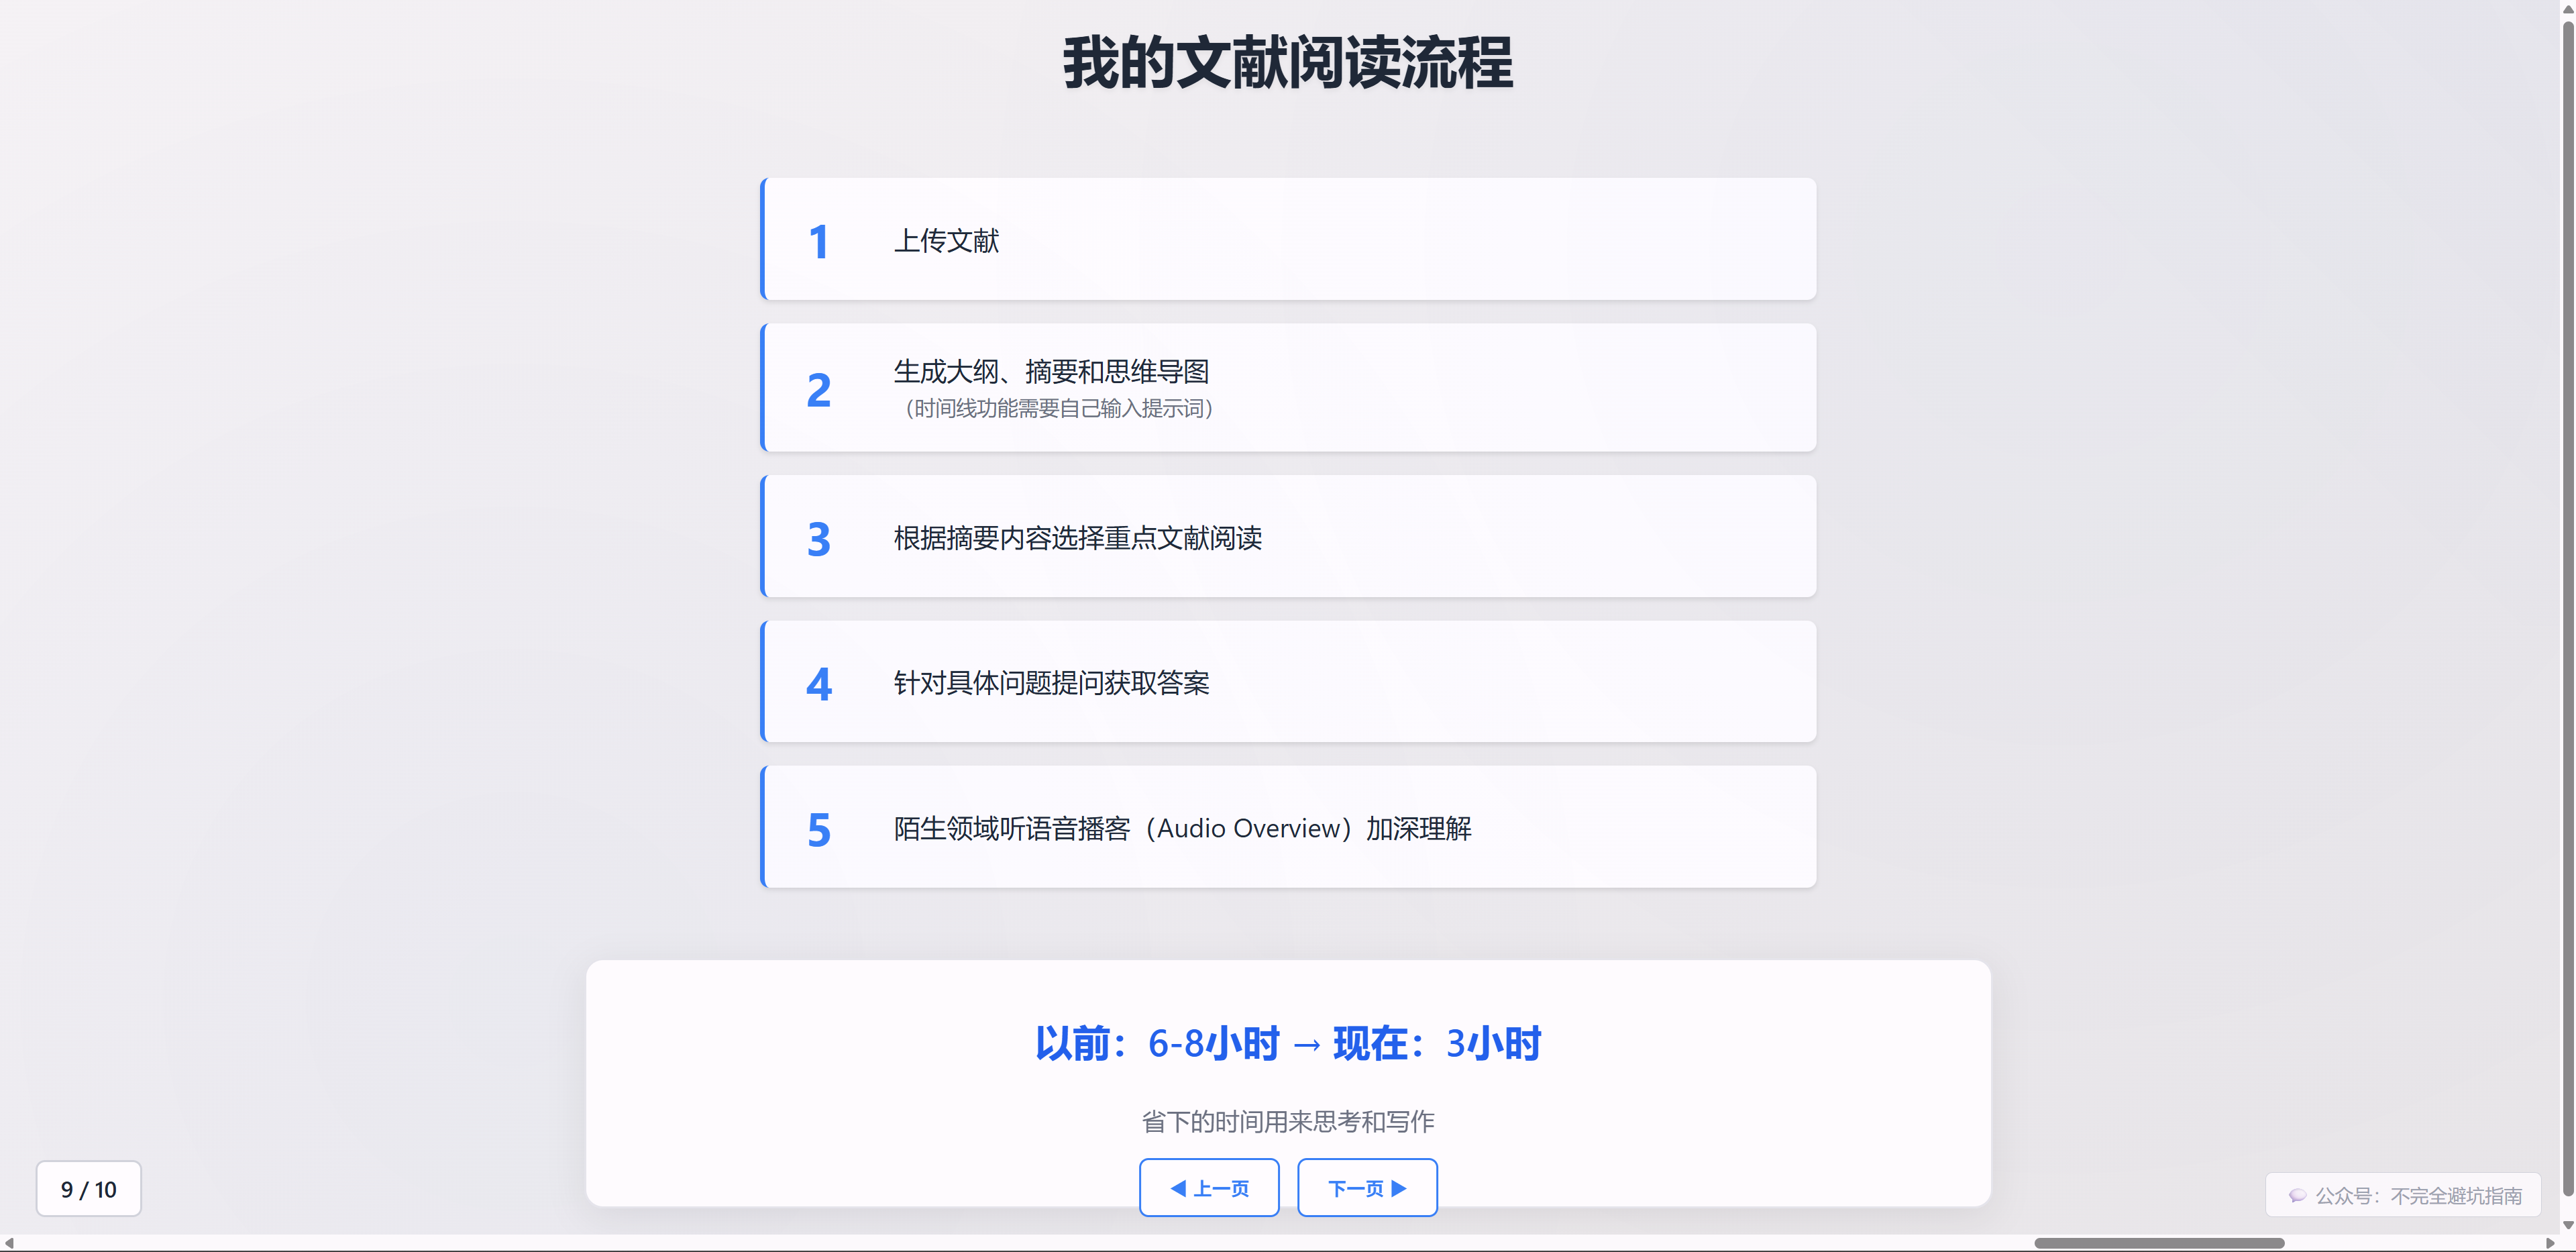 我的文献阅读流程
1
上传文献
2
生成大纲、摘要和思维导图
（时间线功能需要自己输入提示词）
3
根据摘要内容选择重点文献阅读
4
针对具体问题提问获取答案
5
陌生领域听语音播客（Audio Overview）加深理解
以前：6-8小时 → 现在：3小时
省下的时间用来思考和写作
9 / 10
◀ 上一页
下一页 ▶
公众号：不完全避坑指南